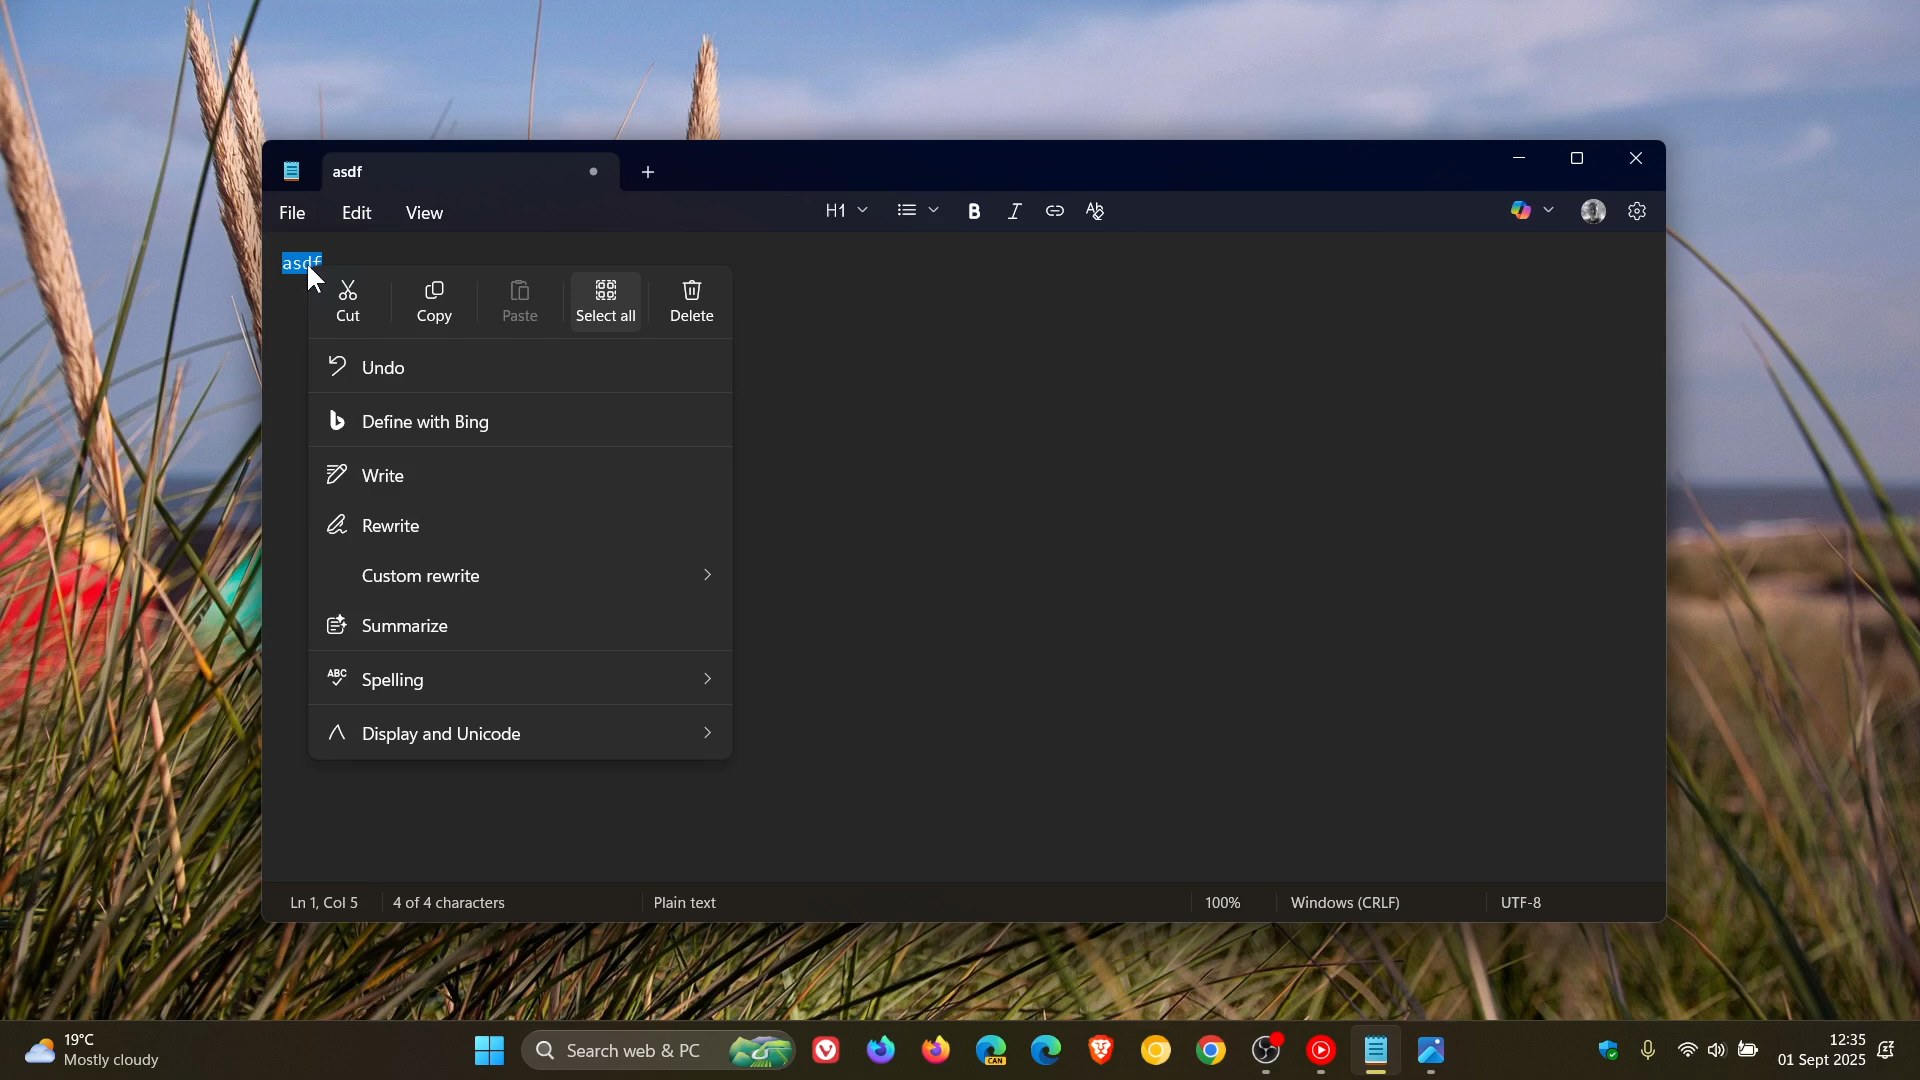 asdf
File Edit View H1
asdf
Cut Copy Paste Select all Delete
Undo
Define with Bing
Write
Rewrite
Custom rewrite
Summarize
ABC Spelling
Display and Unicode
Ln 1, Col 5 4 of 4 characters Plain text 100% Windows (CRLF) UTF-8
19°C
Mostly cloudy
Search web & PC
CAN
12:35
01 Sept 2025